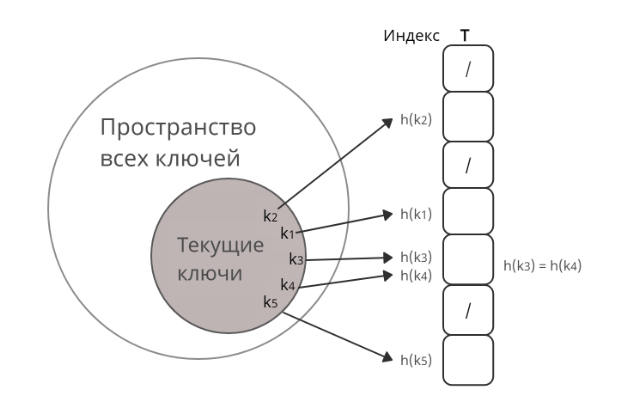 Индекс T
/
h(k2)
Пространство
всех ключей
/
k2
h(k1)
k1
Текущие
ключи
k3
h(k3)
h(k4)
h(k3) = h(k4)
k4
k5
/
h(k5)